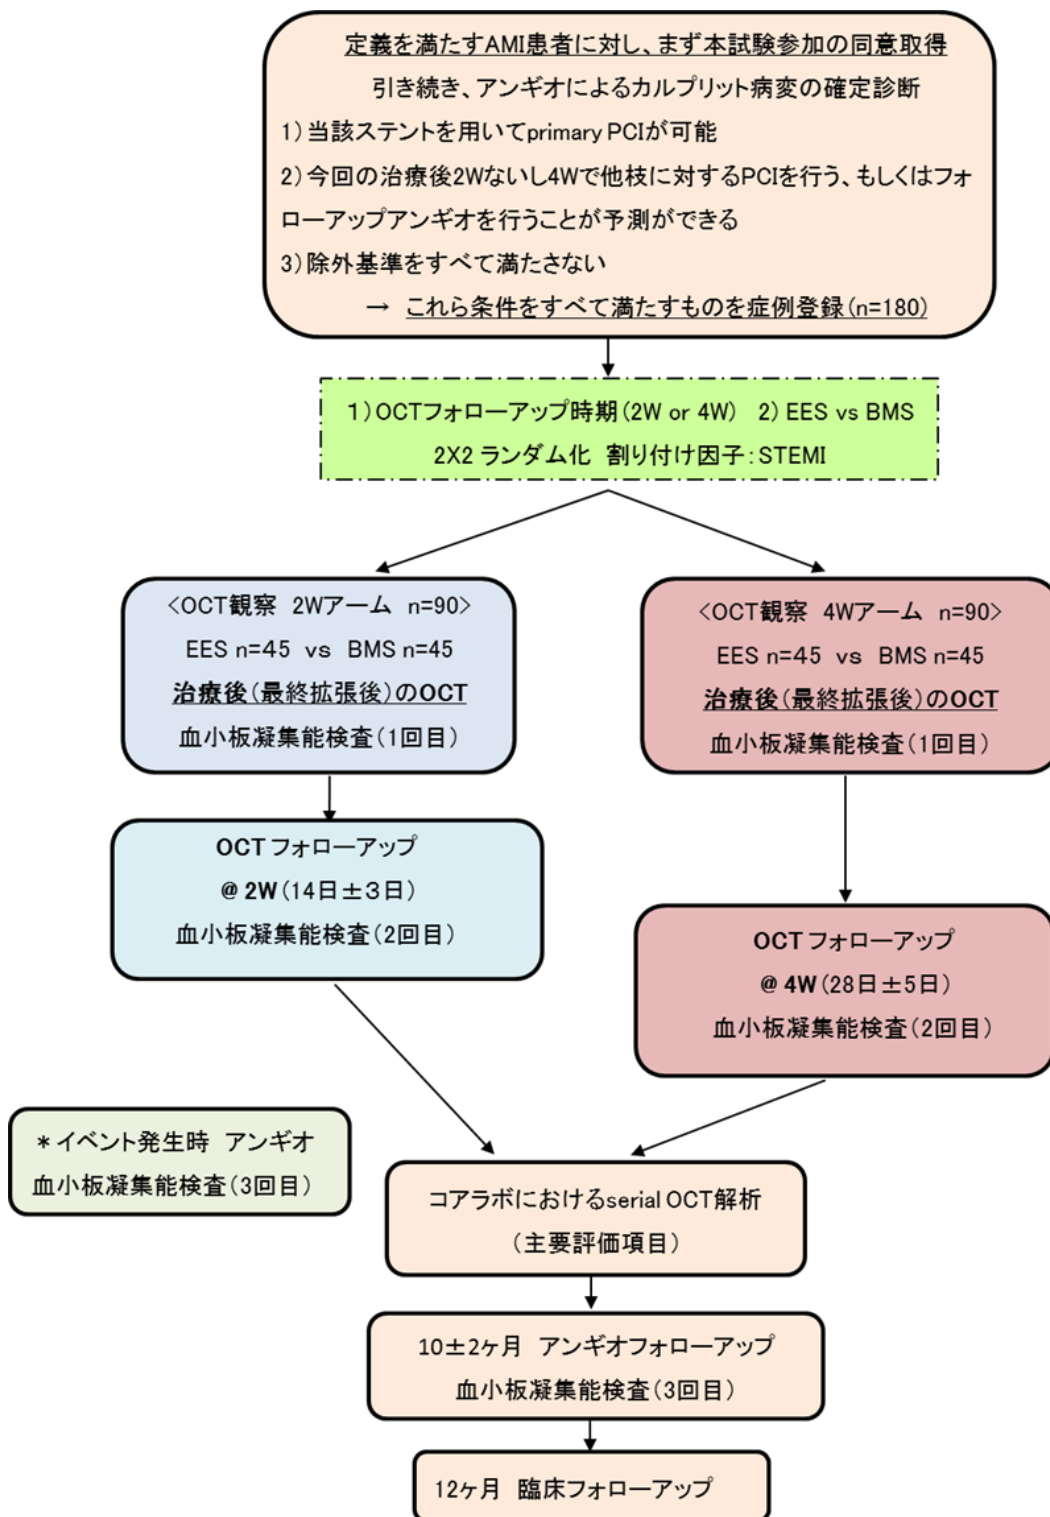 定義を満たすAMI患者に対し、まず本試験参加の同意取得
引き続き、アンギオによるカルプリット病変の確定診断
1)当該ステントを用いてprimary PCIが可能
2)今回の治療後2Wないし4Wで他枝に対するPCIを行う、もしくはフォ
ローアップアンギオを行うことが予測ができる
3)除外基準をすべて満たさない
→ これら条件をすべて満たすものを症例登録(n=180)
1)OCTフォローアップ時期(2W or 4W) 2) EES vs BMS
2X2 ランダム化 割り付け因子:STEMI
<OCT観察 2Wアーム n=90>
EES n=45 vs BMS n=45
治療後(最終拡張後)のOCT
血小板凝集能検査(1回目)
<OCT観察 4Wアーム n=90>
EES n=45 vs BMS n=45
治療後(最終拡張後)のOCT
血小板凝集能検査(1回目)
OCT フォローアップ
@ 2W(14日±3日)
血小板凝集能検査(2回目)
OCT フォローアップ
@ 4W(28日±5日)
血小板凝集能検査(2回目)
*イベント発生時 アンギオ
血小板凝集能検査(3回目)
コアラボにおけるserial OCT解析
(主要評価項目)
10±2ヶ月 アンギオフォローアップ
血小板凝集能検査(3回目)
12ヶ月 臨床フォローアップ